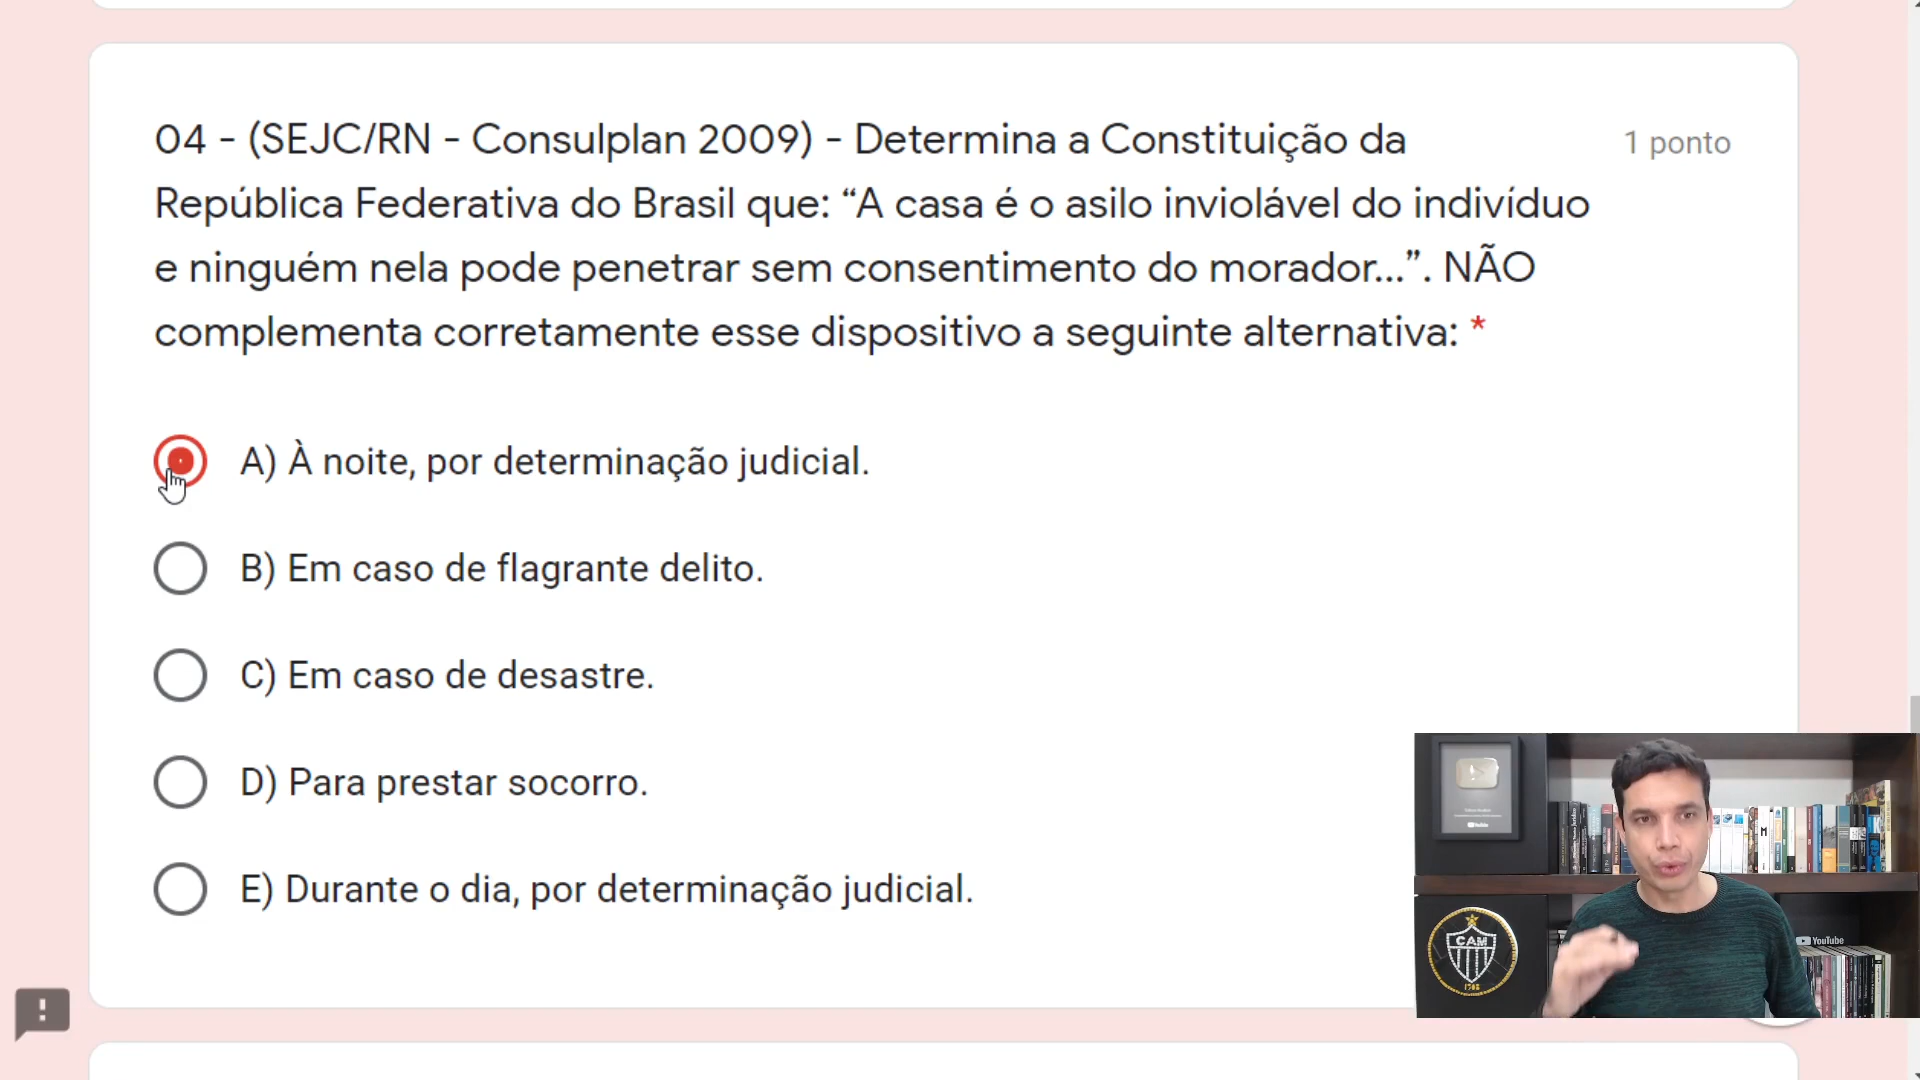 04 - (SEJC/RN - Consulplan 2009) - Determina a Constituição da
1 ponto
República Federativa do Brasil que: “A casa é o asilo inviolável do indivíduo
e ninguém nela pode penetrar sem consentimento do morador...”. NÃO
complementa corretamente esse dispositivo a seguinte alternativa: *
A) À noite, por determinação judicial.
B) Em caso de flagrante delito.
C) Em caso de desastre.
D) Para prestar socorro.
E) Durante o dia, por determinação judicial.
YouTube
CAM
YouTube